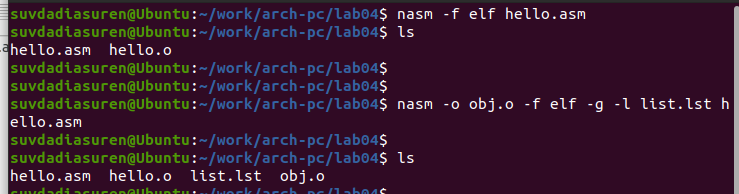 suvdadiasuren@Ubuntu:~/work/arch-pc/lab04$ nasm -f elf hello.asm
suvdadiasuren@Ubuntu:~/work/arch-pc/lab04$ ls
hello.asm  hello.o
suvdadiasuren@Ubuntu:~/work/arch-pc/lab04$
suvdadiasuren@Ubuntu:~/work/arch-pc/lab04$ nasm -o obj.o -f elf -g -l list.lst h
ello.asm
suvdadiasuren@Ubuntu:~/work/arch-pc/lab04$
suvdadiasuren@Ubuntu:~/work/arch-pc/lab04$ ls
hello.asm  hello.o  list.lst  obj.o
suvdadiasuren@Ubuntu:~/work/arch-pc/lab04$